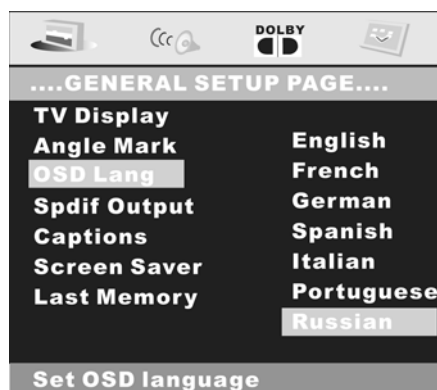 DOLBY
....GENERAL SETUP PAGE....
TV Display
Angle Mark
OSD Lang
Spdif Output
Captions
Screen Saver
Last Memory
English
French
German
Spanish
Italian
Portuguese
Russian
Set OSD language